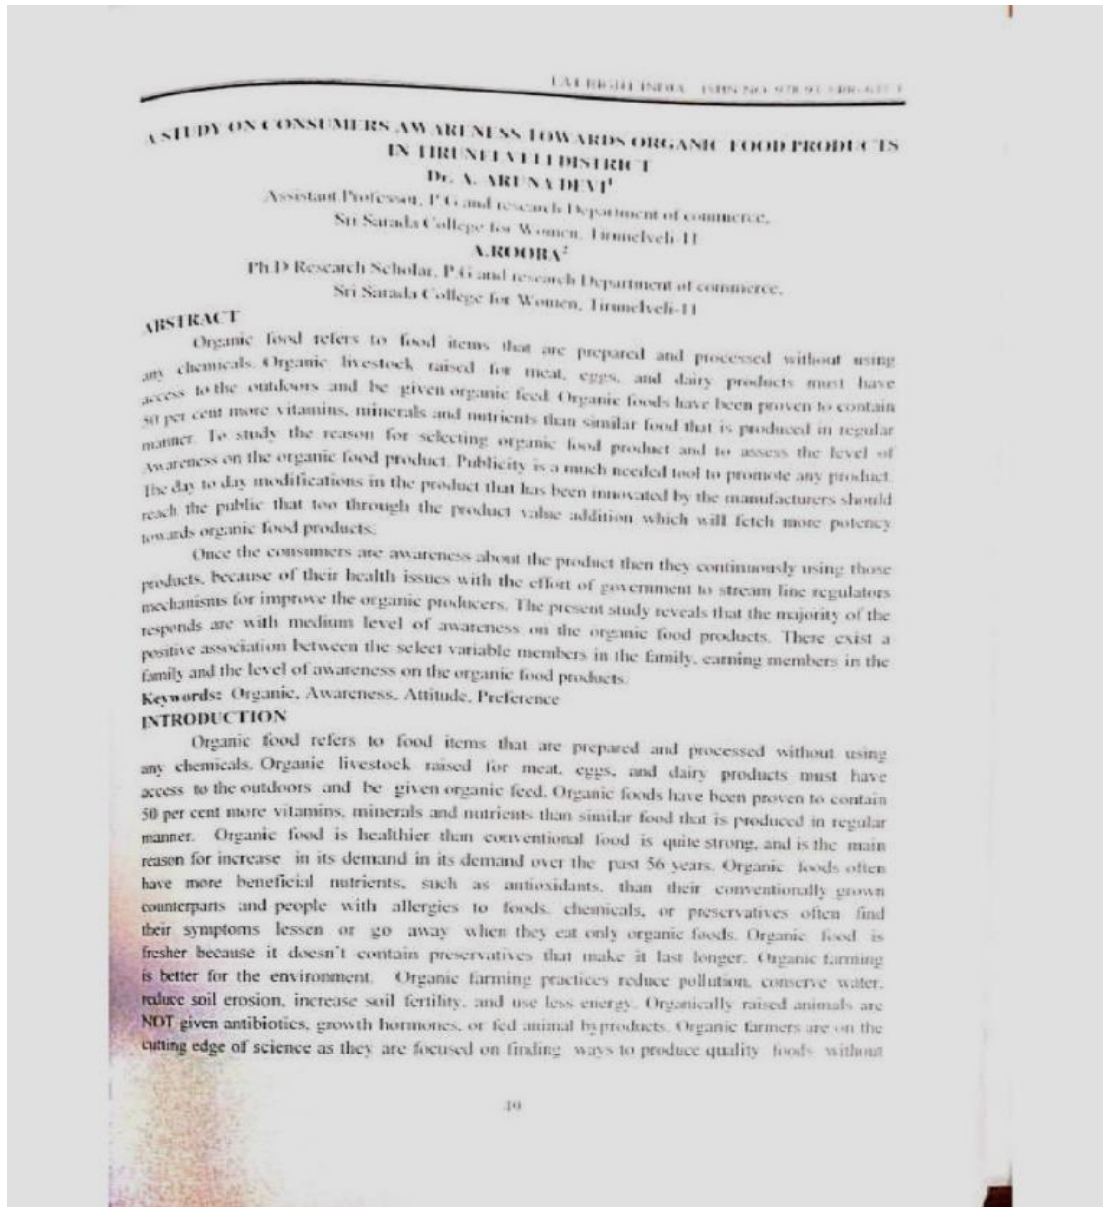 EAT RIGHT INDIA ISBN NO
A STUDY ON CONSUMERS AWARENESS TOWARDS ORGANIC FOOD PRODUCTS
IN TIRUNELVELI DISTRICT
Dr. A. ARUNA DEVI¹
Assistant Professor, P.G and research Department of commerce,
Sri Sarada College for Women, Tirunelveli-11
A.ROOBA²
Ph.D Research Scholar, P.G and research Department of commerce,
Sri Sarada College for Women, Tirunelveli-11
ABSTRACT
Organic food refers to food items that are prepared and processed without using
any chemicals. Organic livestock raised for meat, eggs, and dairy products must have
access to the outdoors and be given organic feed. Organic foods have been proven to contain
50 per cent more vitamins, minerals and nutrients than similar food that is produced in regular
manner. To study the reason for selecting organic food product and to assess the level of
Awareness on the organic food product. Publicity is a much needed tool to promote any product.
The day to day modifications in the product that has been innovated by the manufacturers should
reach the public that too through the product value addition which will fetch more potency
towards organic food products.
Once the consumers are awareness about the product then they continuously using those
products, because of their health issues with the effort of government to stream line regulators
mechanisms for improve the organic producers. The present study reveals that the majority of the
responds are with medium level of awareness on the organic food products. There exist a
positive association between the select variable members in the family, earning members in the
family and the level of awareness on the organic food products.
Keywords: Organic, Awareness, Attitude, Preference
INTRODUCTION
Organic food refers to food items that are prepared and processed without using
any chemicals. Organic livestock raised for meat, eggs, and dairy products must have
access to the outdoors and be given organic feed. Organic foods have been proven to contain
50 per cent more vitamins, minerals and nutrients than similar food that is produced in regular
manner. Organic food is healthier than conventional food is quite strong, and is the main
reason for increase in its demand in its demand over the past 56 years. Organic foods often
have more beneficial nutrients, such as antioxidants, than their conventionally grown
counterparts and people with allergies to foods, chemicals, or preservatives often find
their symptoms lessen or go away when they eat only organic foods. Organic food is
fresher because it doesn't contain preservatives that make it last longer. Organic farming
is better for the environment. Organic farming practices reduce pollution, conserve water,
reduce soil erosion, increase soil fertility, and use less energy. Organically raised animals are
NOT given antibiotics, growth hormones, or fed animal byproducts. Organic farmers are on the
cutting edge of science as they are focused on finding ways to produce quality foods without